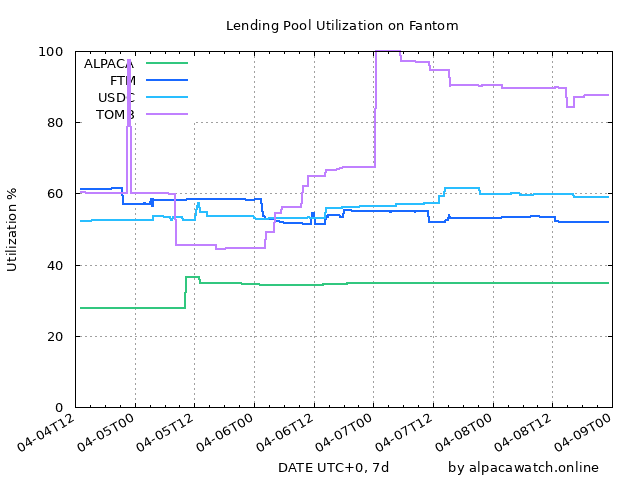 Lending Pool Utilization on Fantom
Utilization %
100
80
60
40
20
0
ALPACA
FTM
USDC
TOMB
04-04T12
04-05T00
04-05T12
04-06T00
04-06T12
04-07T00
04-07T12
04-08T00
04-08T12
04-09T00
DATE UTC+0, 7d
by alpacawatch.online